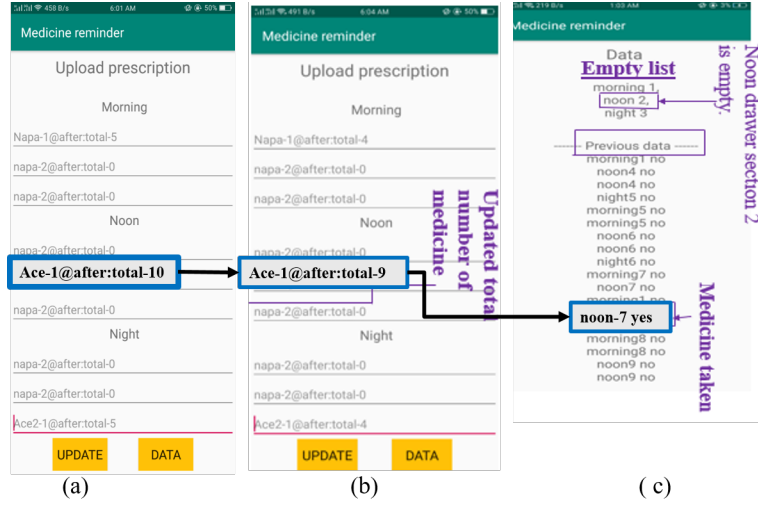 458 B/s 6:01 AM 50%
Medicine reminder
Upload prescription
Morning
Napa-1@after:total-5
napa-2@after:total-0
napa-2@after:total-0
Noon
napa-2@after:total-0
Ace-1@after:total-10
napa-2@after:total-0
Night
napa-2@after:total-0
napa-2@after:total-0
Ace2-1@after:total-5
UPDATE DATA
(a)
491 B/s 6:04 AM 50%
Medicine reminder
Upload prescription
Morning
Napa-1@after:total-4
napa-2@after:total-0
napa-2@after:total-0
Noon
napa-2@after:total-0
Ace-1@after:total-9
napa-2@after:total-0
Night
napa-2@after:total-0
napa-2@after:total-0
Ace2-1@after:total-4
UPDATE DATA
Updated total
number of
medicine
(b)
219 B/s 1:03 AM 3%
Medicine reminder
Data
Empty list
morning 1,
noon 2,
night 3
------ Previous data ------
morning1 no
noon4 no
noon4 no
night5 no
morning5 no
morning5 no
noon6 no
noon6 no
night6 no
morning7 no
noon7 no
morning1 no
noon-7 yes
morning8 no
morning8 no
noon9 no
noon9 no
Noon drawer section 2
is empty.
Medicine taken
( c)